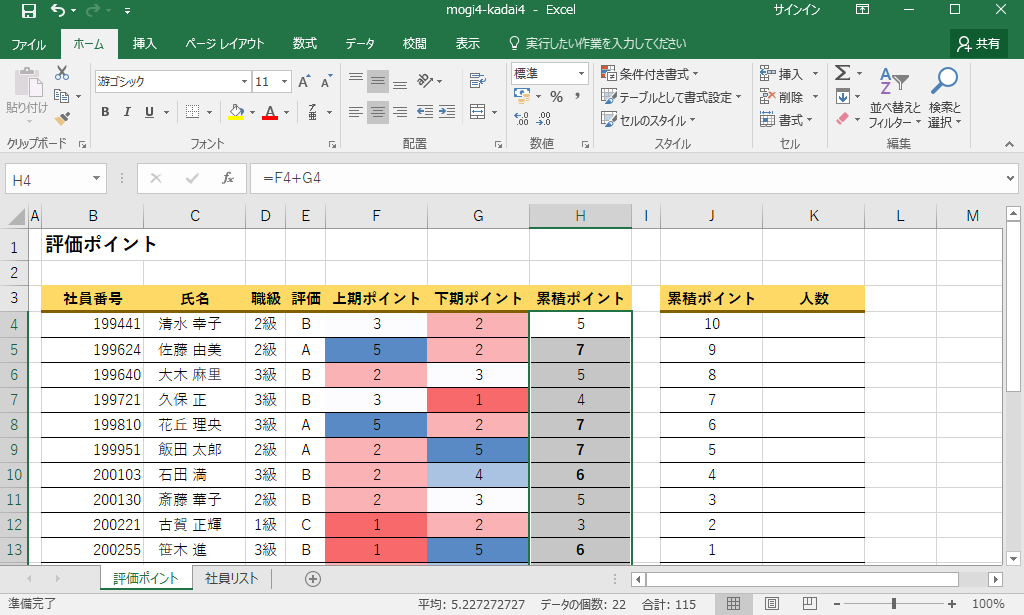 mogi4-kadai4 - Excel サインイン
ファイル ホーム 挿入 ページ レイアウト 数式 データ 校閲 表示 実行したい作業を入力してください 共有
貼り付け 游ゴシック 11 A A 標準 条件付き書式 挿入 Σ 並べ替えと フィルター 検索と 選択
B I U A % , テーブルとして書式設定 削除
セルのスタイル 書式
クリップボード フォント 配置 数値 スタイル セル 編集
H4 fx =F4+G4
A B C D E F G H I J K L M
1 評価ポイント
2
3 社員番号 氏名 職級 評価 上期ポイント 下期ポイント 累積ポイント 累積ポイント 人数
4 199441 清水 幸子 2級 B 3 2 5 10
5 199624 佐藤 由美 2級 A 5 2 7 9
6 199640 大木 麻里 3級 B 2 3 5 8
7 199721 久保 正 3級 B 3 1 4 7
8 199810 花丘 理央 3級 A 5 2 7 6
9 199951 飯田 太郎 2級 A 2 5 7 5
10 200103 石田 満 3級 B 2 4 6 4
11 200130 斎藤 華子 2級 B 2 3 5 3
12 200221 古賀 正輝 1級 C 1 2 3 2
13 200255 笹木 進 3級 B 1 5 6 1
評価ポイント 社員リスト
準備完了 平均: 5.227272727 データの個数: 22 合計: 115 100%